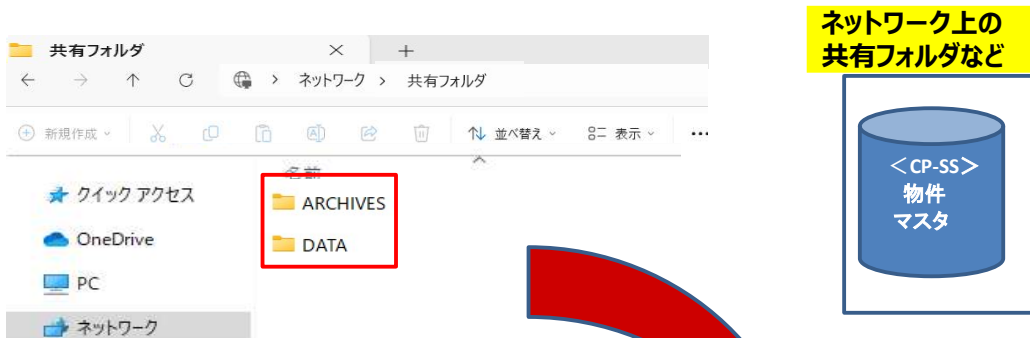 共有フォルダ
ネットワーク上の
共有フォルダなど
ネットワーク > 共有フォルダ
新規作成
並べ替え
表示
名前
クイック アクセス
ARCHIVES
OneDrive
DATA
PC
ネットワーク
<CP-SS>
物件
マスタ